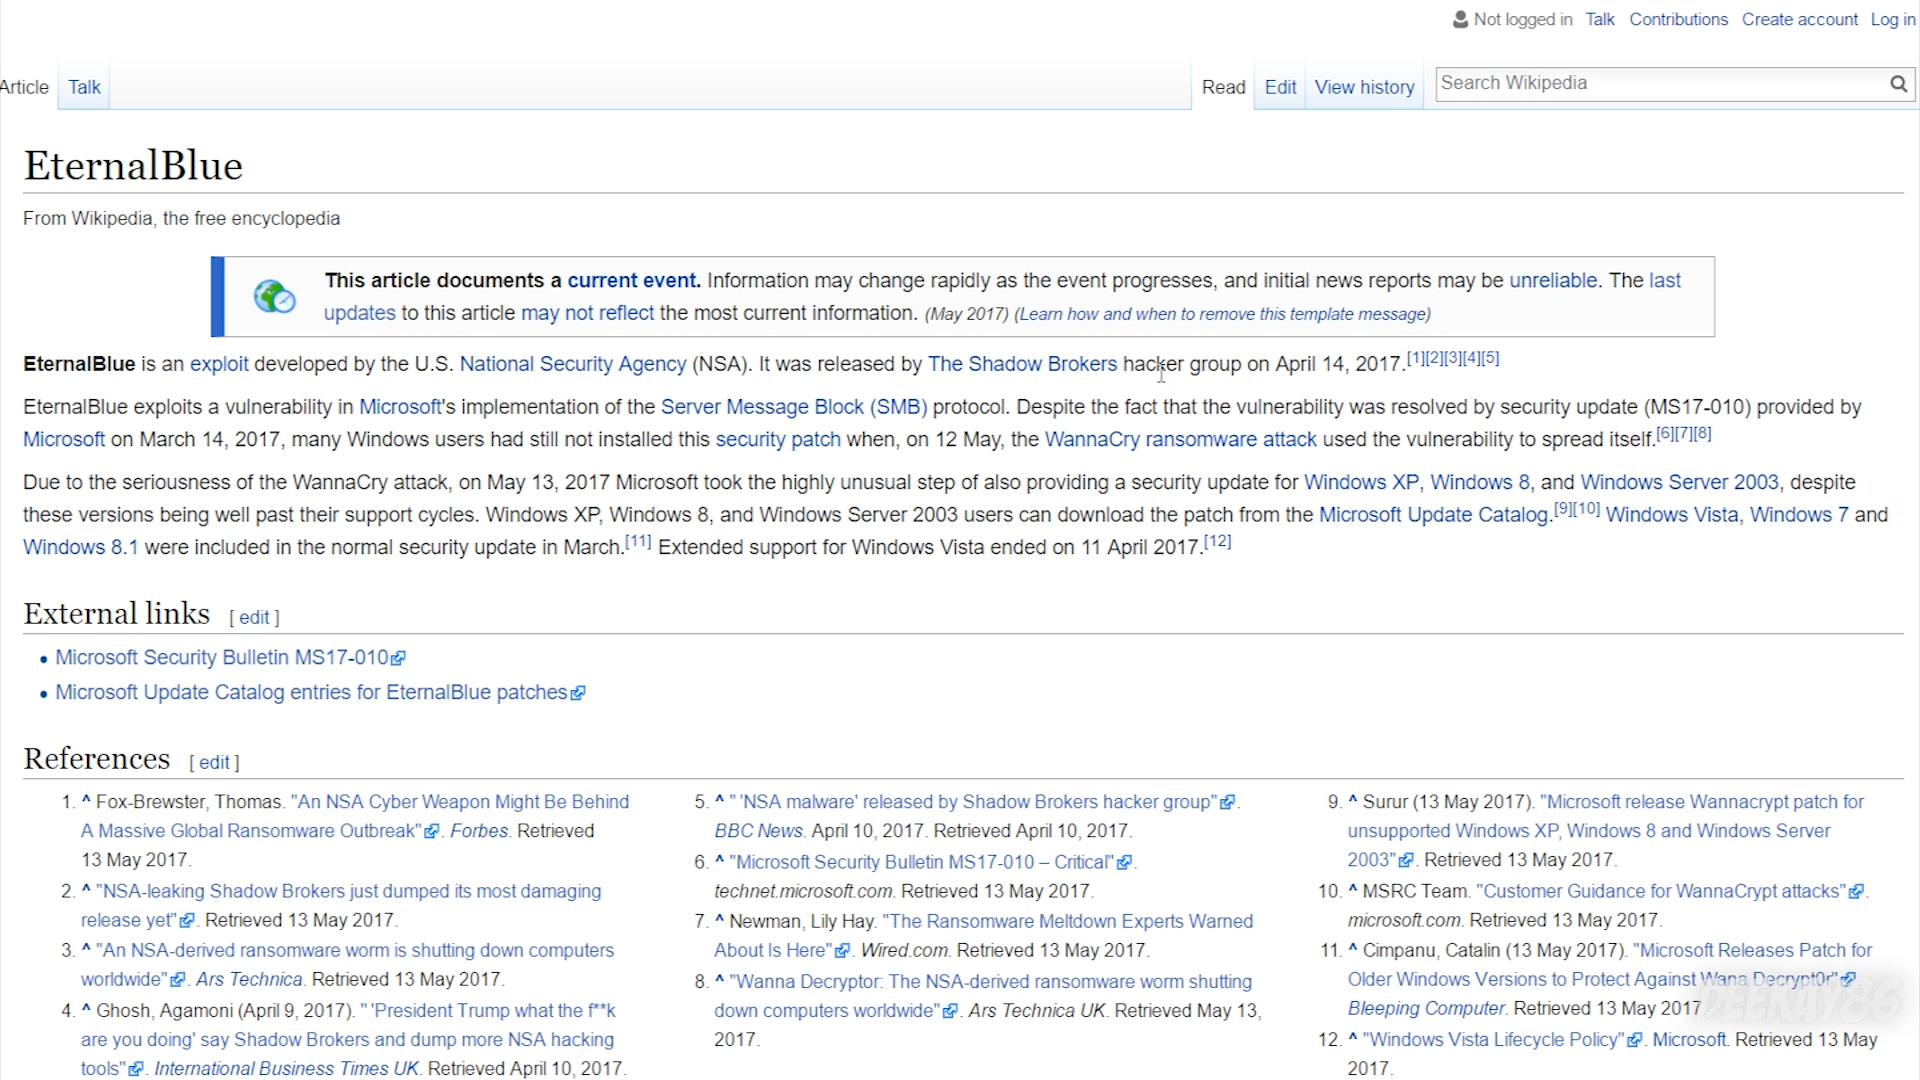 Not logged in Talk Contributions Create account Log in
Article Talk Read Edit View history Search Wikipedia
EternalBlue
From Wikipedia, the free encyclopedia
This article documents a current event. Information may change rapidly as the event progresses, and initial news reports may be unreliable. The last
updates to this article may not reflect the most current information. (May 2017) (Learn how and when to remove this template message)
EternalBlue is an exploit developed by the U.S. National Security Agency (NSA). It was released by The Shadow Brokers hacker group on April 14, 2017.[1][2][3][4][5]
EternalBlue exploits a vulnerability in Microsoft's implementation of the Server Message Block (SMB) protocol. Despite the fact that the vulnerability was resolved by security update (MS17-010) provided by
Microsoft on March 14, 2017, many Windows users had still not installed this security patch when, on 12 May, the WannaCry ransomware attack used the vulnerability to spread itself.[6][7][8]
Due to the seriousness of the WannaCry attack, on May 13, 2017 Microsoft took the highly unusual step of also providing a security update for Windows XP, Windows 8, and Windows Server 2003, despite
these versions being well past their support cycles. Windows XP, Windows 8, and Windows Server 2003 users can download the patch from the Microsoft Update Catalog.[9][10] Windows Vista, Windows 7 and
Windows 8.1 were included in the normal security update in March.[11] Extended support for Windows Vista ended on 11 April 2017.[12]
External links [ edit ]
• Microsoft Security Bulletin MS17-010
• Microsoft Update Catalog entries for EternalBlue patches
References [ edit ]
1. ^ Fox-Brewster, Thomas. "An NSA Cyber Weapon Might Be Behind
A Massive Global Ransomware Outbreak". Forbes. Retrieved
13 May 2017.
2. ^ "NSA-leaking Shadow Brokers just dumped its most damaging
release yet". Retrieved 13 May 2017.
3. ^ "An NSA-derived ransomware worm is shutting down computers
worldwide". Ars Technica. Retrieved 13 May 2017.
4. ^ Ghosh, Agamoni (April 9, 2017). " 'President Trump what the f**k
are you doing' say Shadow Brokers and dump more NSA hacking
tools". International Business Times UK. Retrieved April 10, 2017.
5. ^ " 'NSA malware' released by Shadow Brokers hacker group".
BBC News. April 10, 2017. Retrieved April 10, 2017.
6. ^ "Microsoft Security Bulletin MS17-010 – Critical".
technet.microsoft.com. Retrieved 13 May 2017.
7. ^ Newman, Lily Hay. "The Ransomware Meltdown Experts Warned
About Is Here". Wired.com. Retrieved 13 May 2017.
8. ^ "Wanna Decryptor: The NSA-derived ransomware worm shutting
down computers worldwide". Ars Technica UK. Retrieved May 13,
2017.
9. ^ Surur (13 May 2017). "Microsoft release Wannacrypt patch for
unsupported Windows XP, Windows 8 and Windows Server
2003". Retrieved 13 May 2017.
10. ^ MSRC Team. "Customer Guidance for WannaCrypt attacks".
microsoft.com. Retrieved 13 May 2017.
11. ^ Cimpanu, Catalin (13 May 2017). "Microsoft Releases Patch for
Older Windows Versions to Protect Against Wana Decrypt0r".
Bleeping Computer. Retrieved 13 May 2017.
12. ^ "Windows Vista Lifecycle Policy". Microsoft. Retrieved 13 May
2017.
DEEKAY86